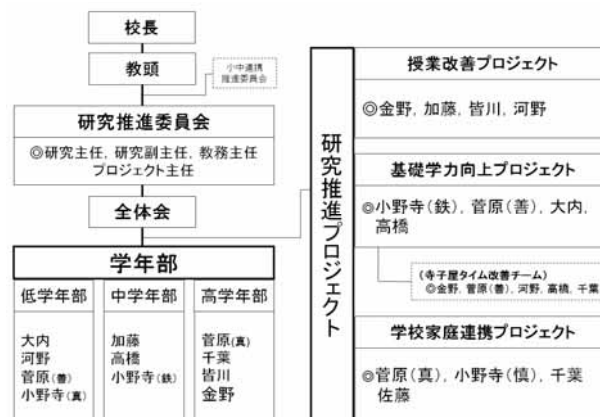 校長
教頭
小中連携
推進委員会
研究推進委員会
◎研究主任, 研究副主任, 教務主任
プロジェクト主任
全体会
学年部
低学年部
大内
河野
菅原(善)
小野寺(真)
中学年部
加藤
高橋
小野寺(鉄)
高学年部
菅原(真)
千葉
皆川
金野
研究推進プロジェクト
授業改善プロジェクト
◎金野, 加藤, 皆川, 河野
基礎学力向上プロジェクト
◎小野寺(鉄), 菅原(善), 大内,
高橋
(寺子屋タイム改善チーム)
◎金野, 菅原(善), 河野, 高橋, 千葉
学校家庭連携プロジェクト
◎菅原(真), 小野寺(慎), 千葉
佐藤